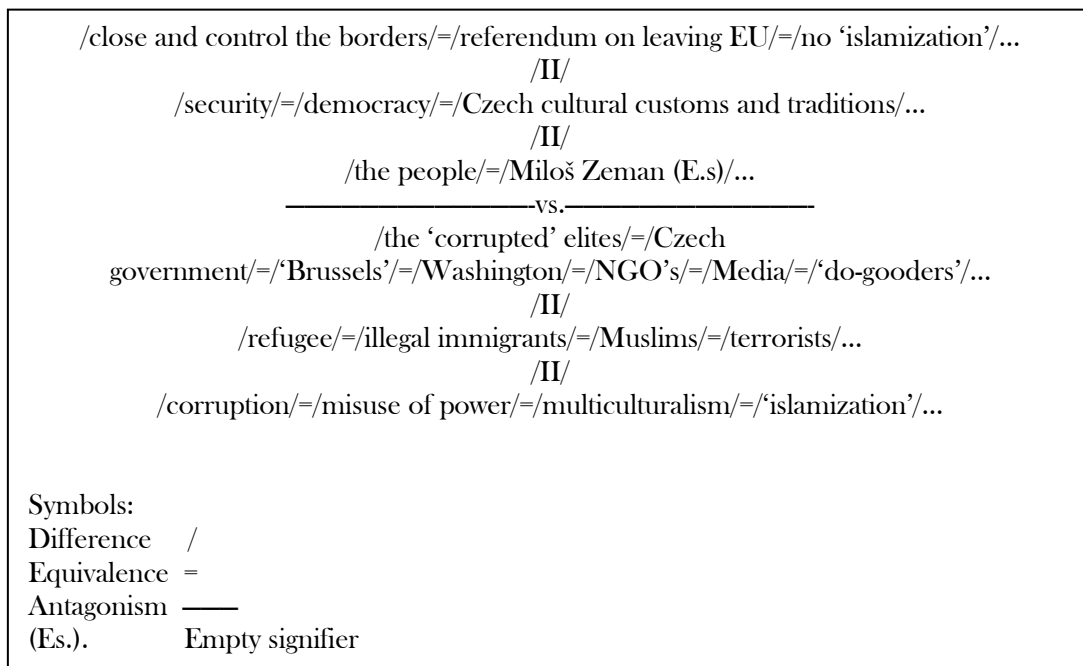 /close and control the borders/=/referendum on leaving EU/=/no ‘islamization’/...
/II/
/security/=/democracy/=/Czech cultural customs and traditions/...
/II/
/the people/=/Miloš Zeman (E.s)/...
—————————-vs.—————————-
/the ‘corrupted’ elites/=/Czech
government/=/‘Brussels’/=/Washington/=/NGO’s/=/Media/=/‘do-gooders’/...
/II/
/refugee/=/illegal immigrants/=/Muslims/=/terrorists/...
/II/
/corruption/=/misuse of power/=/multiculturalism/=/‘islamization’/...
Symbols:
Difference /
Equivalence =
Antagonism ———
(Es.). Empty signifier